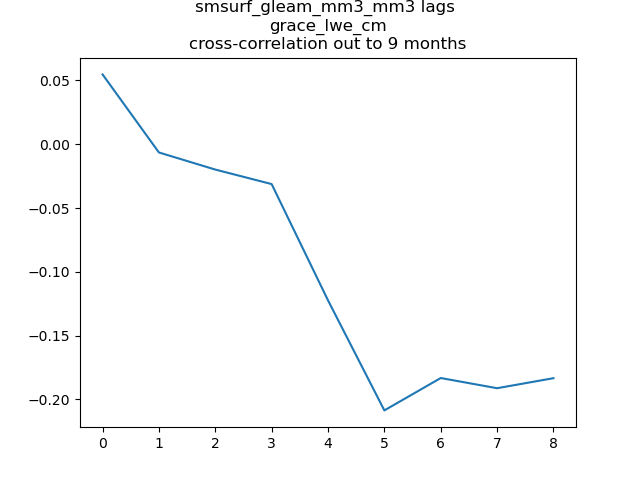 smsurf_gleam_mm3_mm3 lags
grace_lwe_cm
cross-correlation out to 9 months
0.05
0.00
−0.05
−0.10
−0.15
−0.20
0 1 2 3 4 5 6 7 8